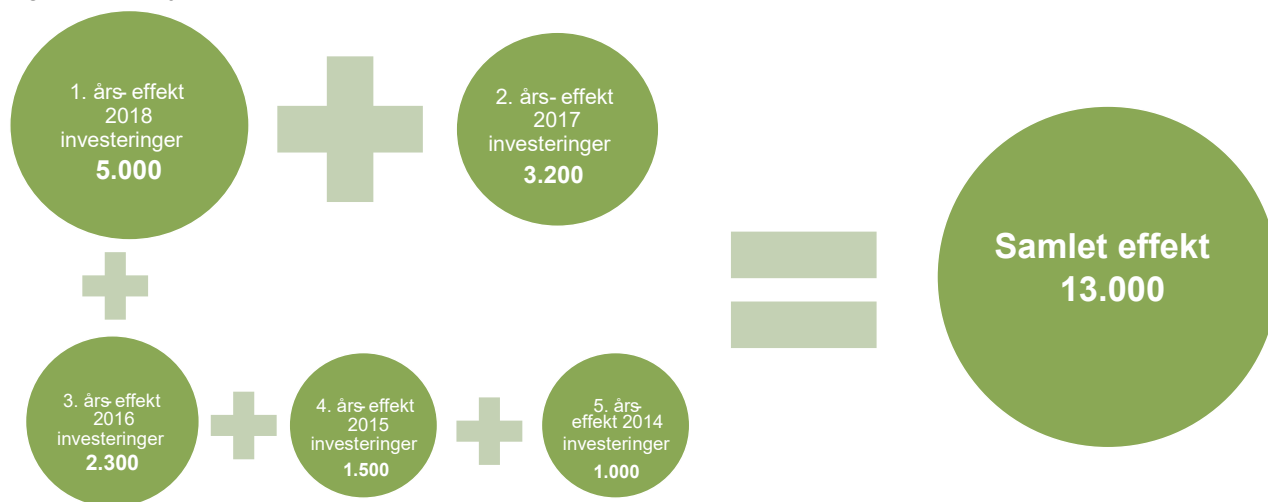 1. års- effekt
2018
investeringer
5.000
2. års- effekt
2017
investeringer
3.200
Samlet effekt
13.000
3. års- effekt
2016
investeringer
2.300
4. års- effekt
2015
investeringer
1.500
5. års-
effekt 2014
investeringer
1.000